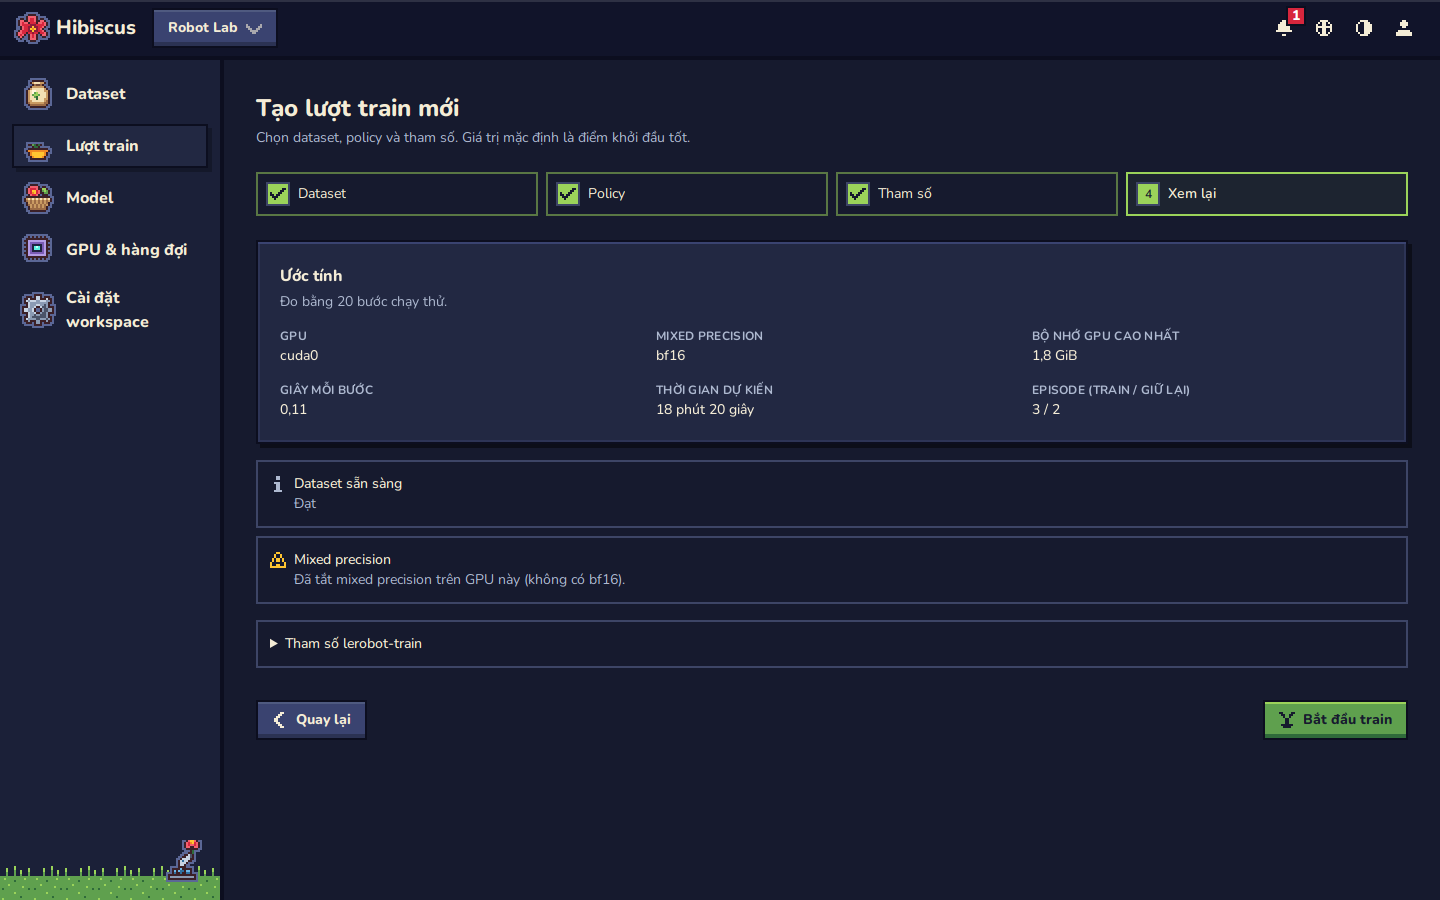 Hibiscus
Robot Lab
1
Dataset
Lượt train
Model
GPU & hàng đợi
Cài đặt
workspace
Tạo lượt train mới
Chọn dataset, policy và tham số. Giá trị mặc định là điểm khởi đầu tốt.
Dataset
Policy
Tham số
4 Xem lại
Ước tính
Đo bằng 20 bước chạy thử.
GPU
cuda0
MIXED PRECISION
bf16
BỘ NHỚ GPU CAO NHẤT
1,8 GiB
GIÂY MỖI BƯỚC
0,11
THỜI GIAN DỰ KIẾN
18 phút 20 giây
EPISODE (TRAIN / GIỮ LẠI)
3 / 2
Dataset sẵn sàng
Đạt
Mixed precision
Đã tắt mixed precision trên GPU này (không có bf16).
Tham số lerobot-train
Quay lại
Bắt đầu train